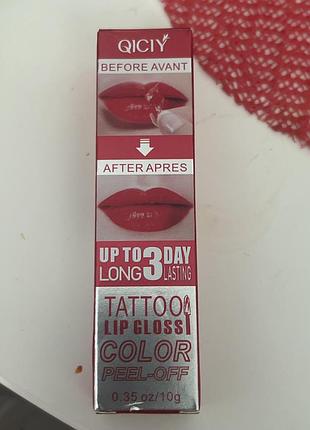 QICIY
BEFORE AVANT
AFTER APRES
UP TO 3 DAY
LONG LASTING
TATTOO
LIP GLOSS
COLOR
PEEL-OFF
0.35 oz/10g